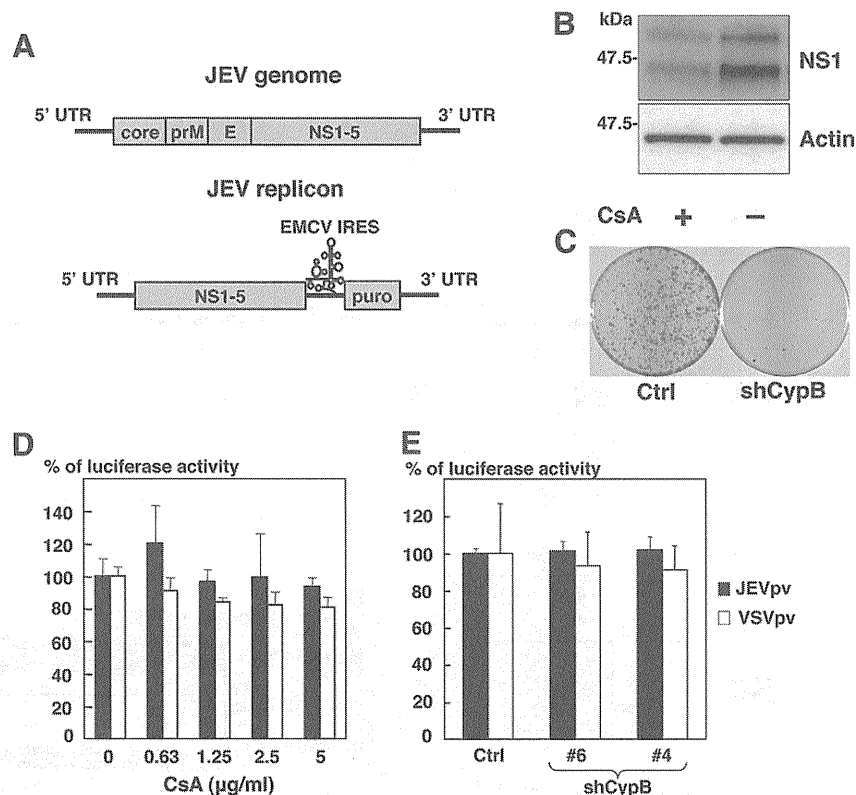 A
JEV genome
5' UTR
3' UTR
core
prM
E
NS1-5
JEV replicon
EMCV IRES
5' UTR
3' UTR
NS1-5
puro
B
kDa
47.5-
NS1
47.5-
Actin
CsA + −
C
Ctrl
shCypB
D
% of luciferase activity
140
120
100
80
60
40
20
0
0 0.63 1.25 2.5 5
CsA (µg/ml)
E
% of luciferase activity
120
100
80
60
40
20
0
Ctrl #6 #4
shCypB
JEVpv
VSVpv